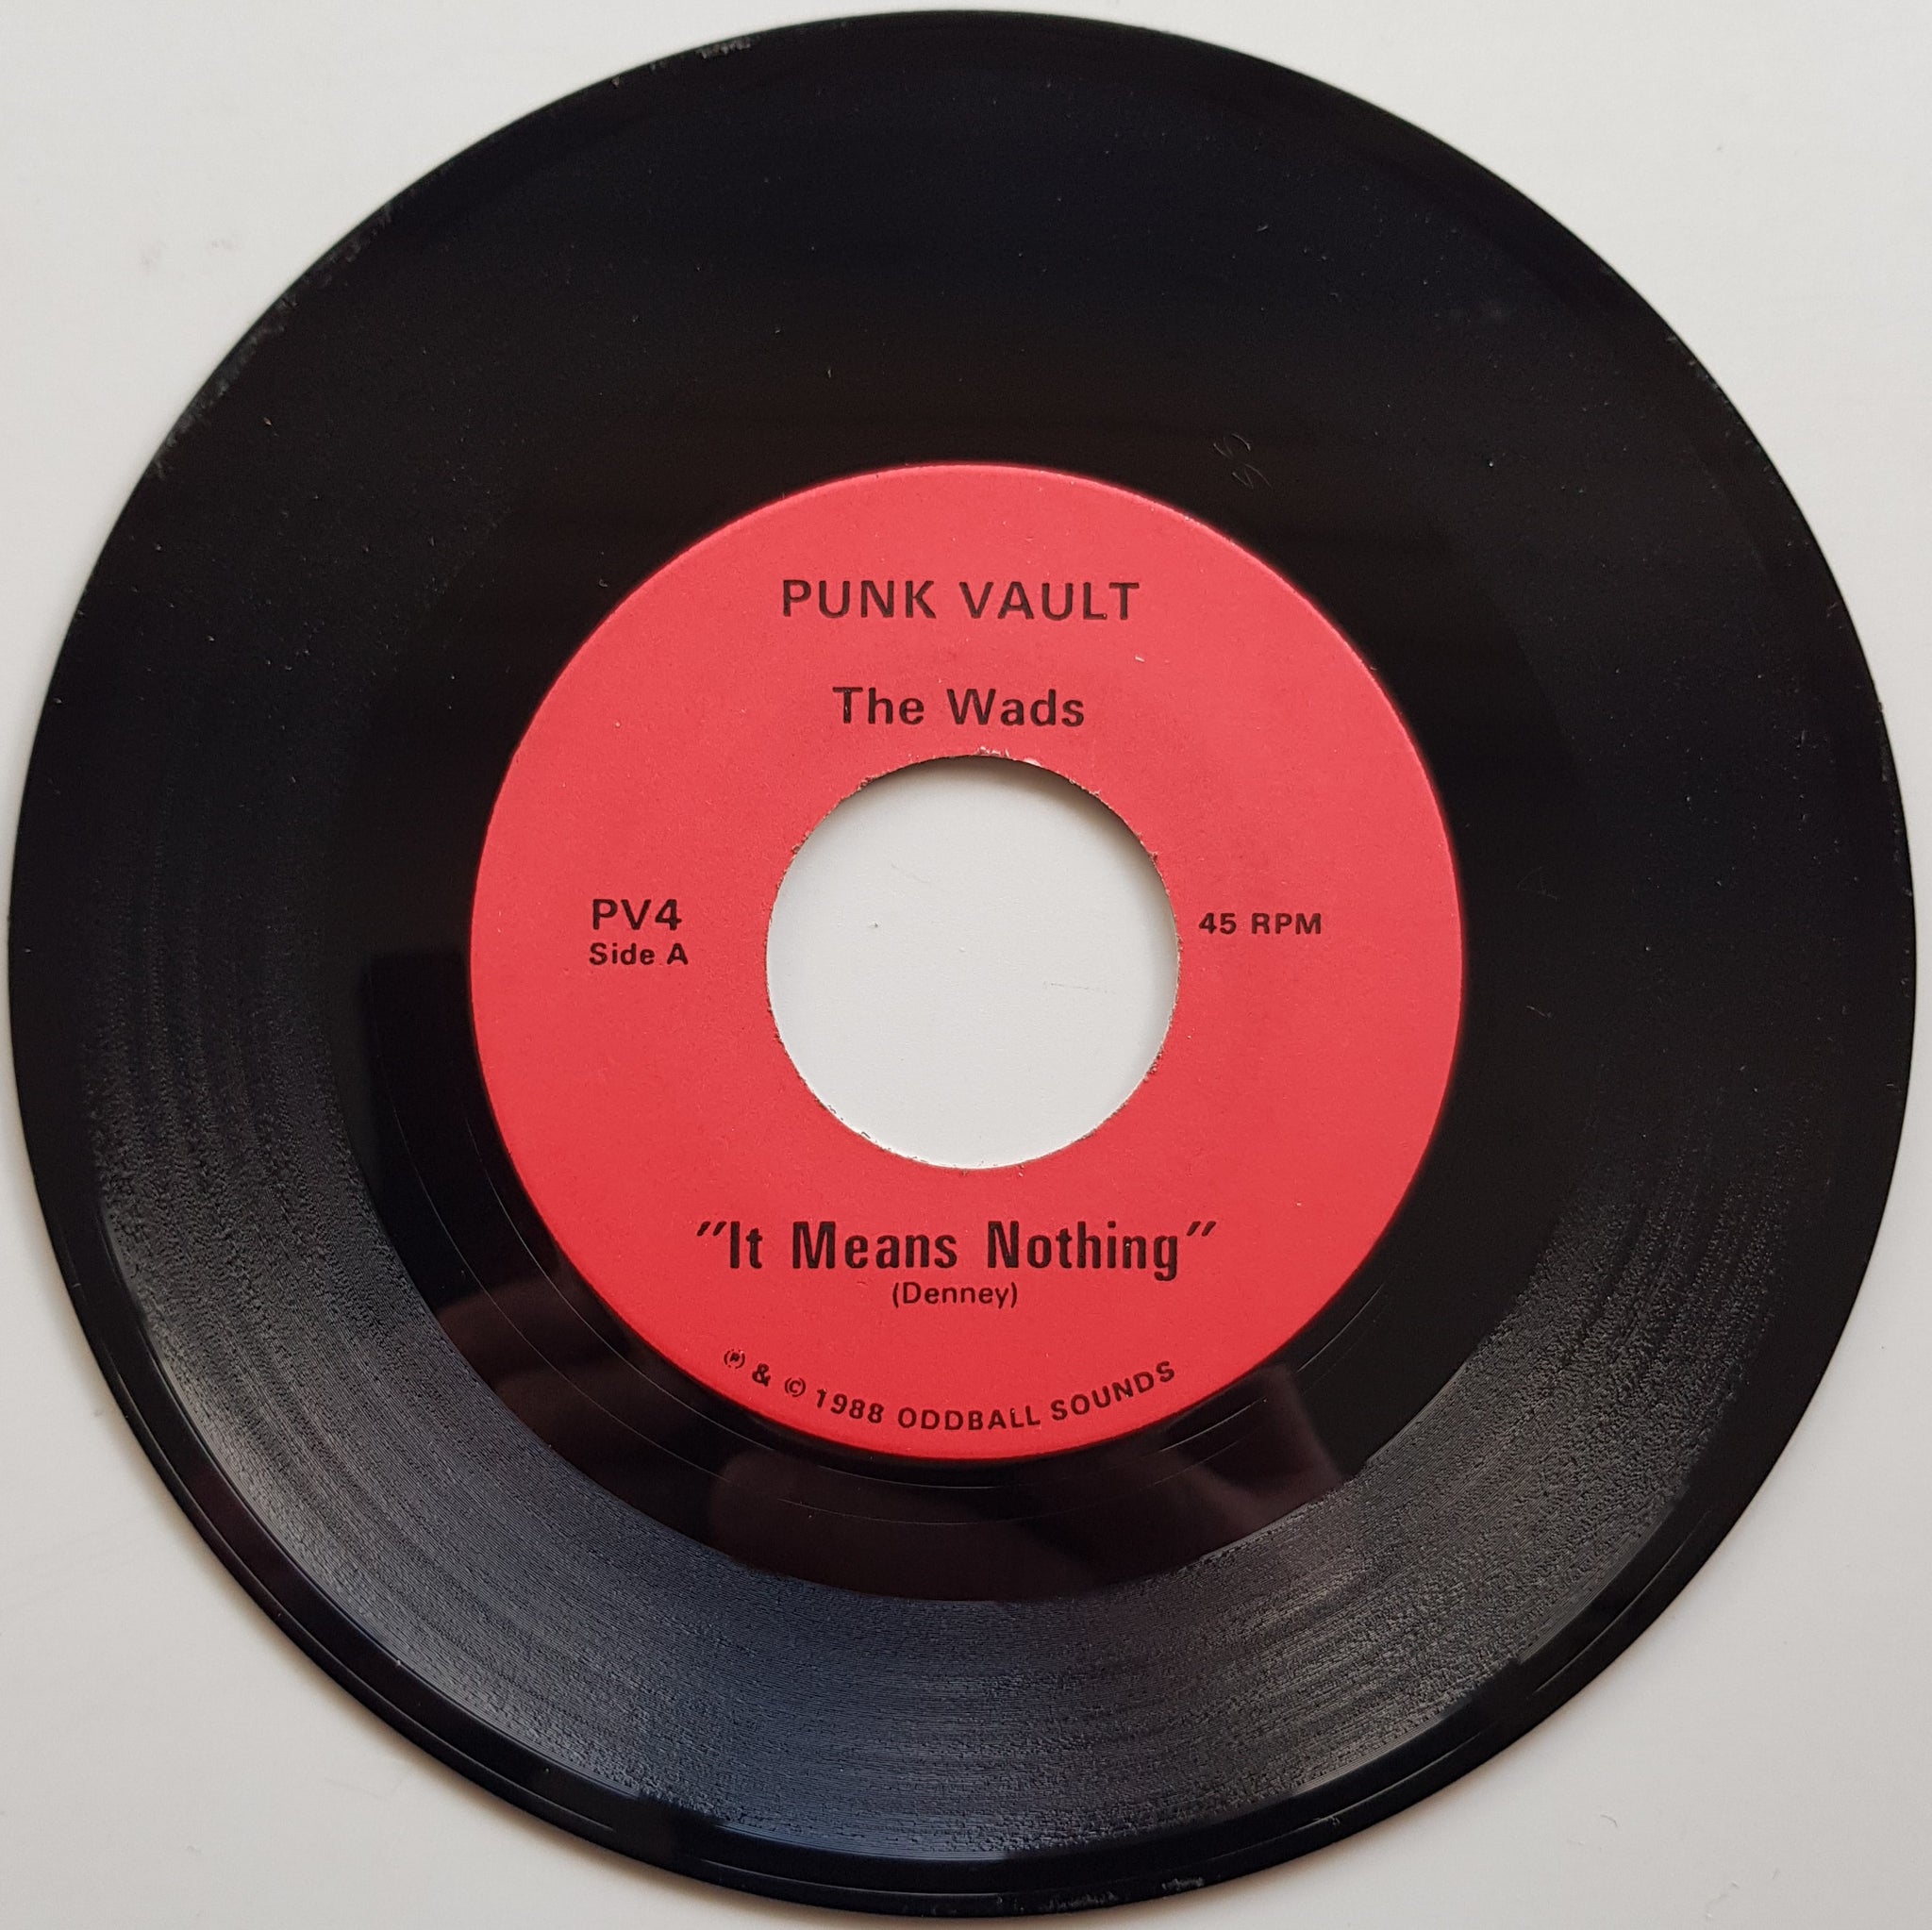 PUNK VAULT
The Wads
PV4
Side A
45 RPM
"It Means Nothing"
(Denney)
℗ & © 1988 ODDBALL SOUNDS